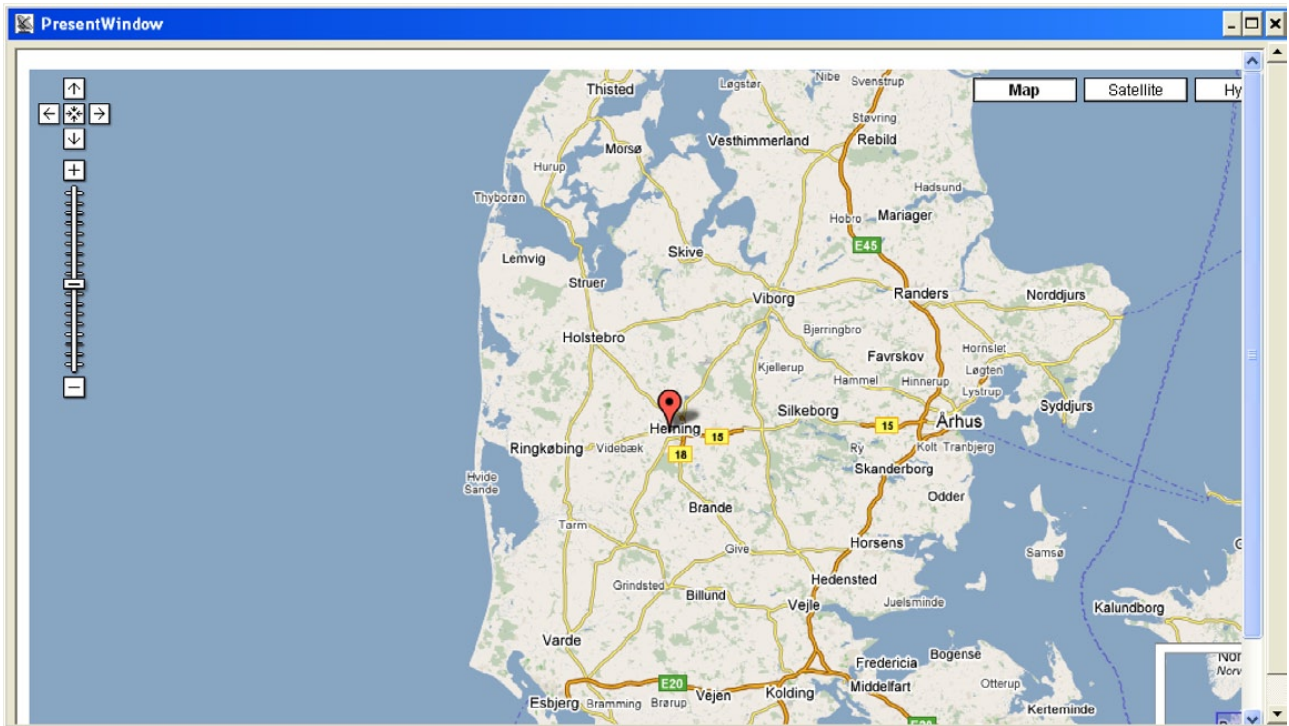 PresentWindow
Map
Satellite
Hy
Nibe
Svenstrup
Løgstør
Thisted
Støvring
Vesthimmerland
Rebild
Morsø
Hurup
Hadsund
Thyborøn
Hobro
Mariager
E45
Skive
Lemvig
Struer
Viborg
Randers
Norddjurs
Bjerringbro
Holstebro
Hornslet
Favrskov
Kjellerup
Løgten
Hammel
Hinnerup
Lystrup
Syddjurs
Silkeborg
Århus
Herning
15
15
Ringkøbing
Videbæk
18
Ry
Kolt
Tranbjerg
Skanderborg
Hvide
Sande
Odder
Brande
Tarm
Horsens
Give
Samsø
Hedensted
Grindsted
Billund
Vejle
Juelsminde
Kalundborg
Varde
Bogense
Fredericia
E20
Otterup
Middelfart
Kolding
Vejen
Esbjerg
Bramming
Brørup
Kerteminde
E20